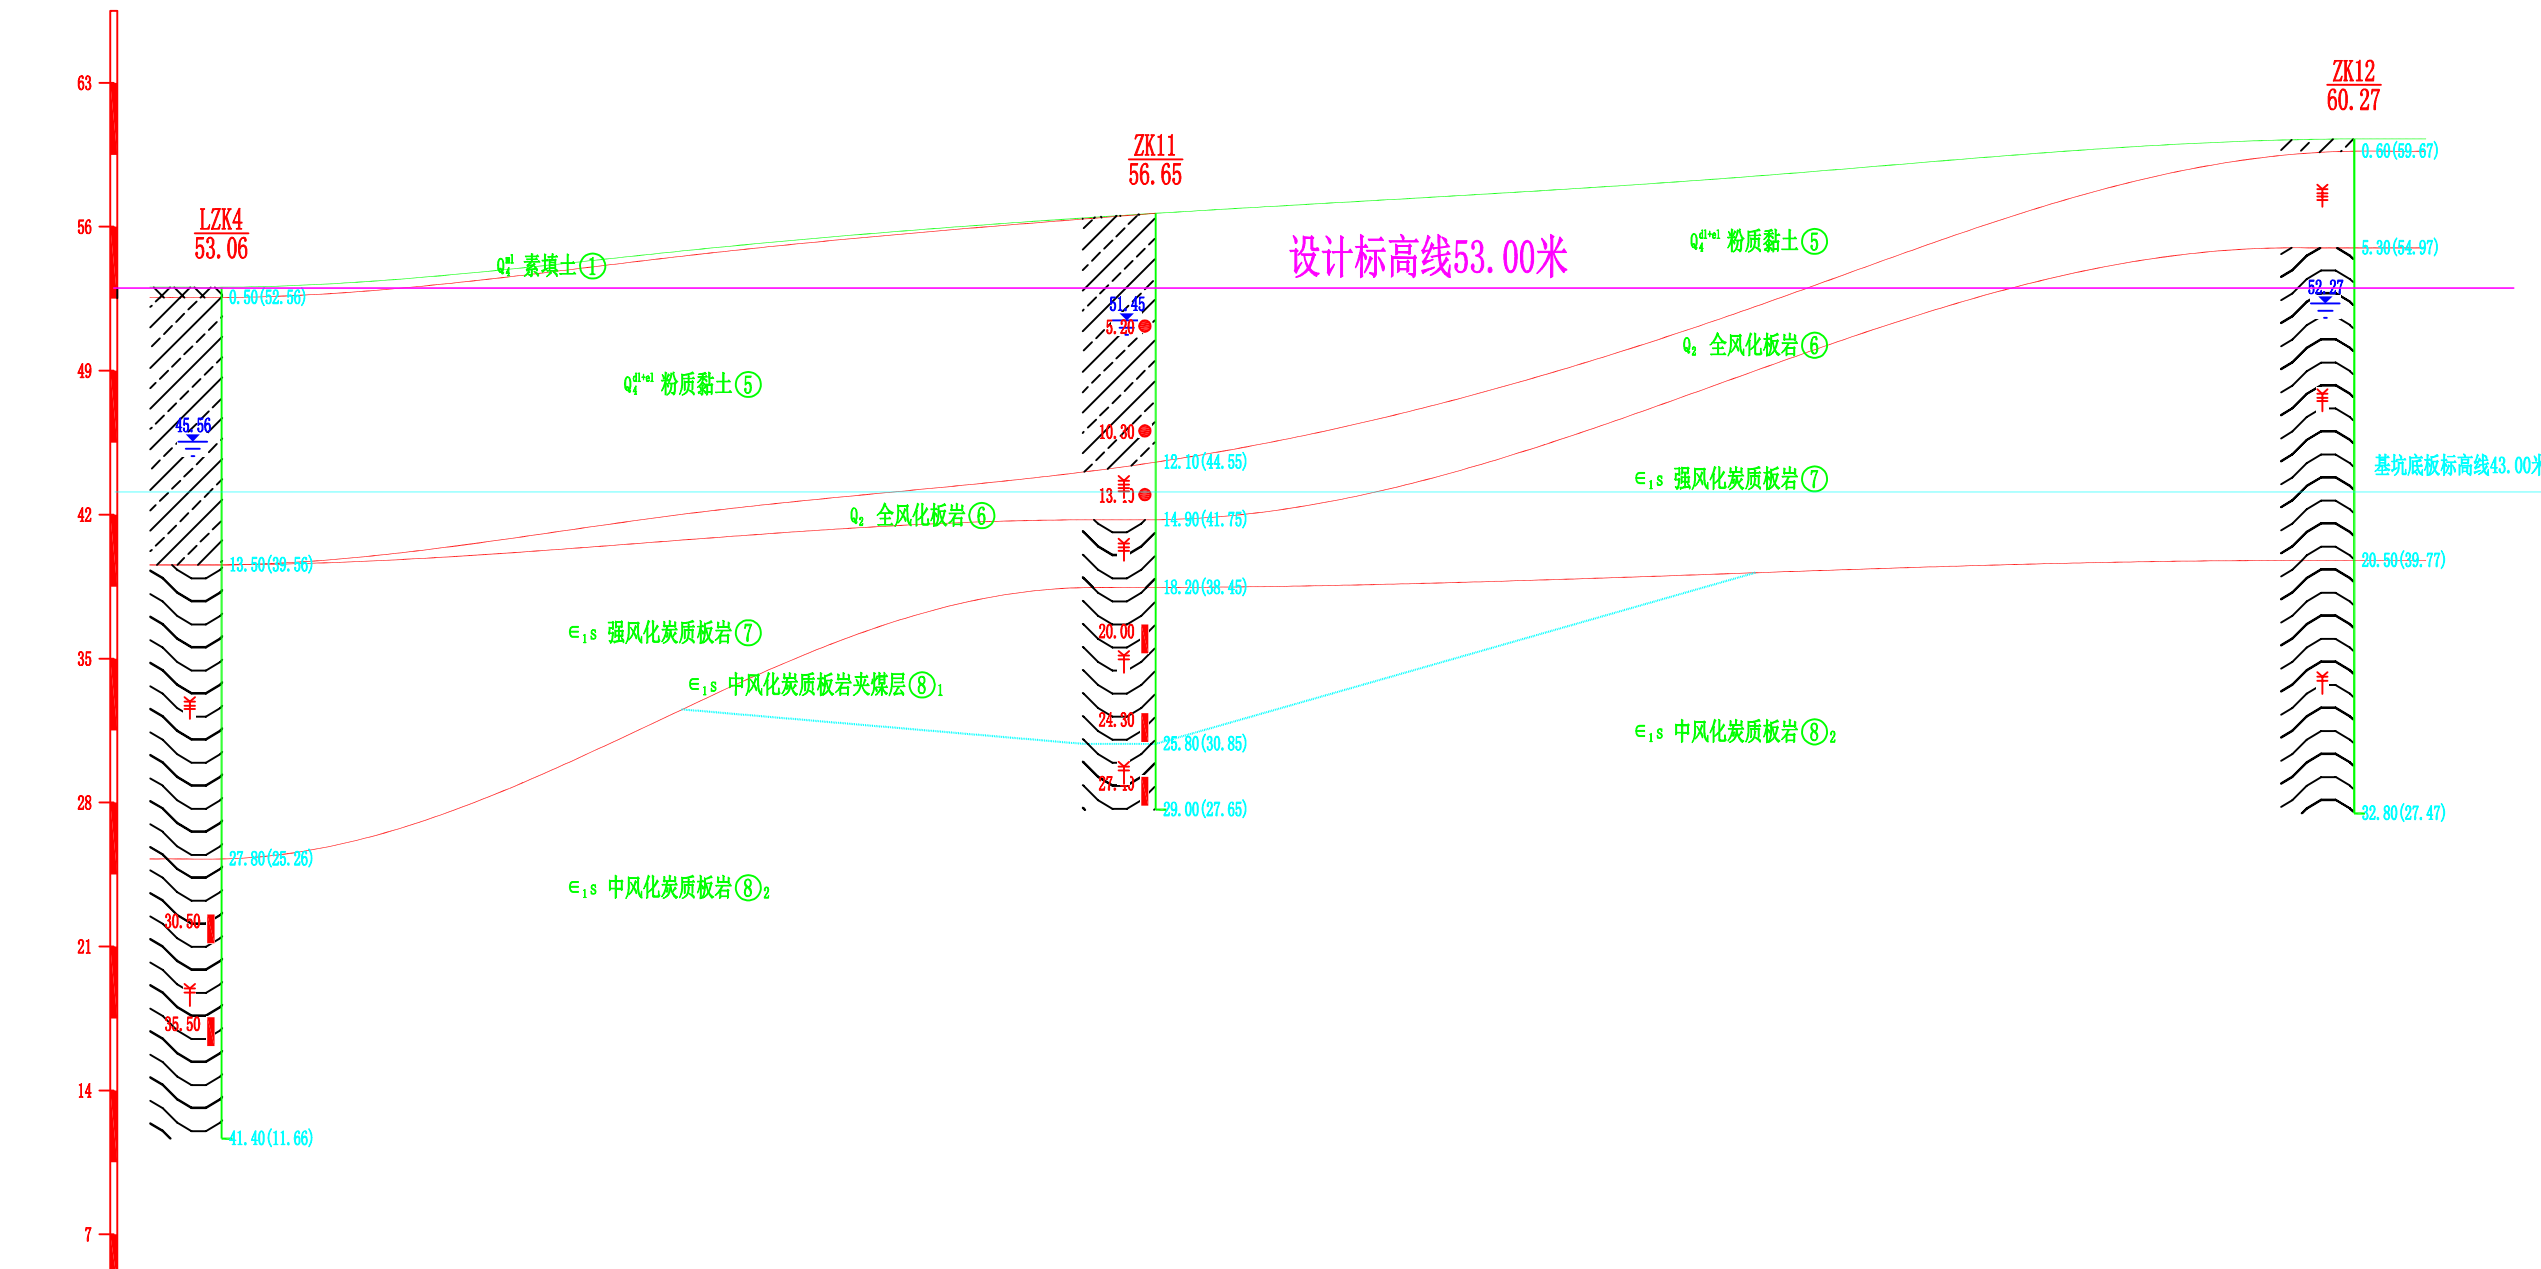 63
ZK12
60.27
ZK11
56.65
0.60(59.67)
LZK4
53.06
56
Q₄ᵐˡ 素填土①
设计标高线53.00米
Q₄ᵈˡ⁺ᵉˡ 粉质黏土⑤
5.30(54.97)
0.50(52.56)
51.45
52.27
5.20
Q₂ 全风化板岩⑥
49
Q₄ᵈˡ⁺ᵉˡ 粉质黏土⑤
45.56
10.30
12.10(44.55)
基坑底板标高线43.00米
∈₁s 强风化炭质板岩⑦
42
Q₂ 全风化板岩⑥
14.90(41.75)
13.50(39.56)
20.50(39.77)
18.20(38.45)
∈₁s 强风化炭质板岩⑦
20.00
35
∈₁s 中风化炭质板岩夹煤层⑧₁
24.30
∈₁s 中风化炭质板岩⑧₂
25.80(30.85)
28
29.00(27.65)
32.80(27.47)
27.80(25.26)
∈₁s 中风化炭质板岩⑧₂
30.50
21
35.50
14
41.40(11.66)
7